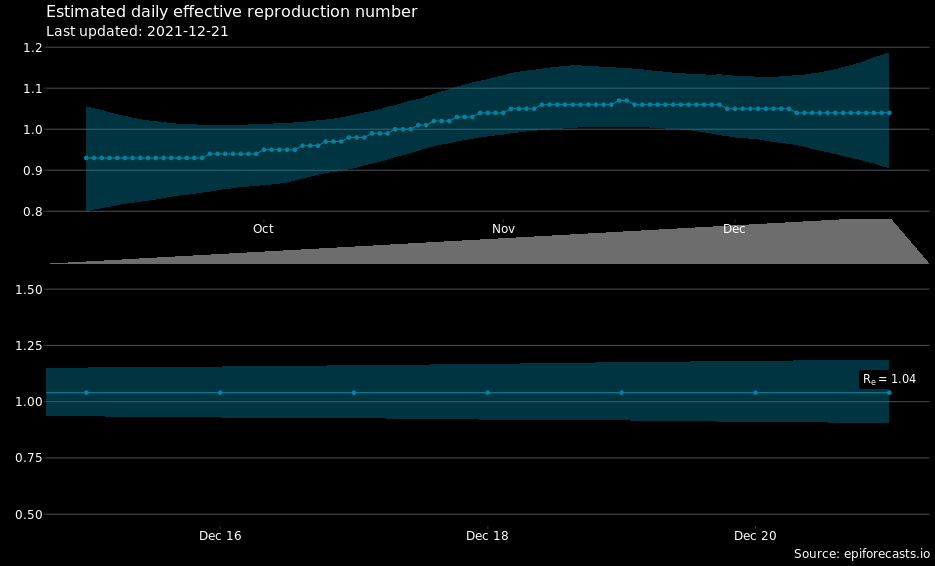 Estimated daily effective reproduction number
Last updated: 2021-12-21
1.2
1.1
1.0
0.9
0.8
Oct Nov Dec
1.50
1.25
1.00
0.75
0.50
Rₑ = 1.04
Dec 16 Dec 18 Dec 20
Source: epiforecasts.io